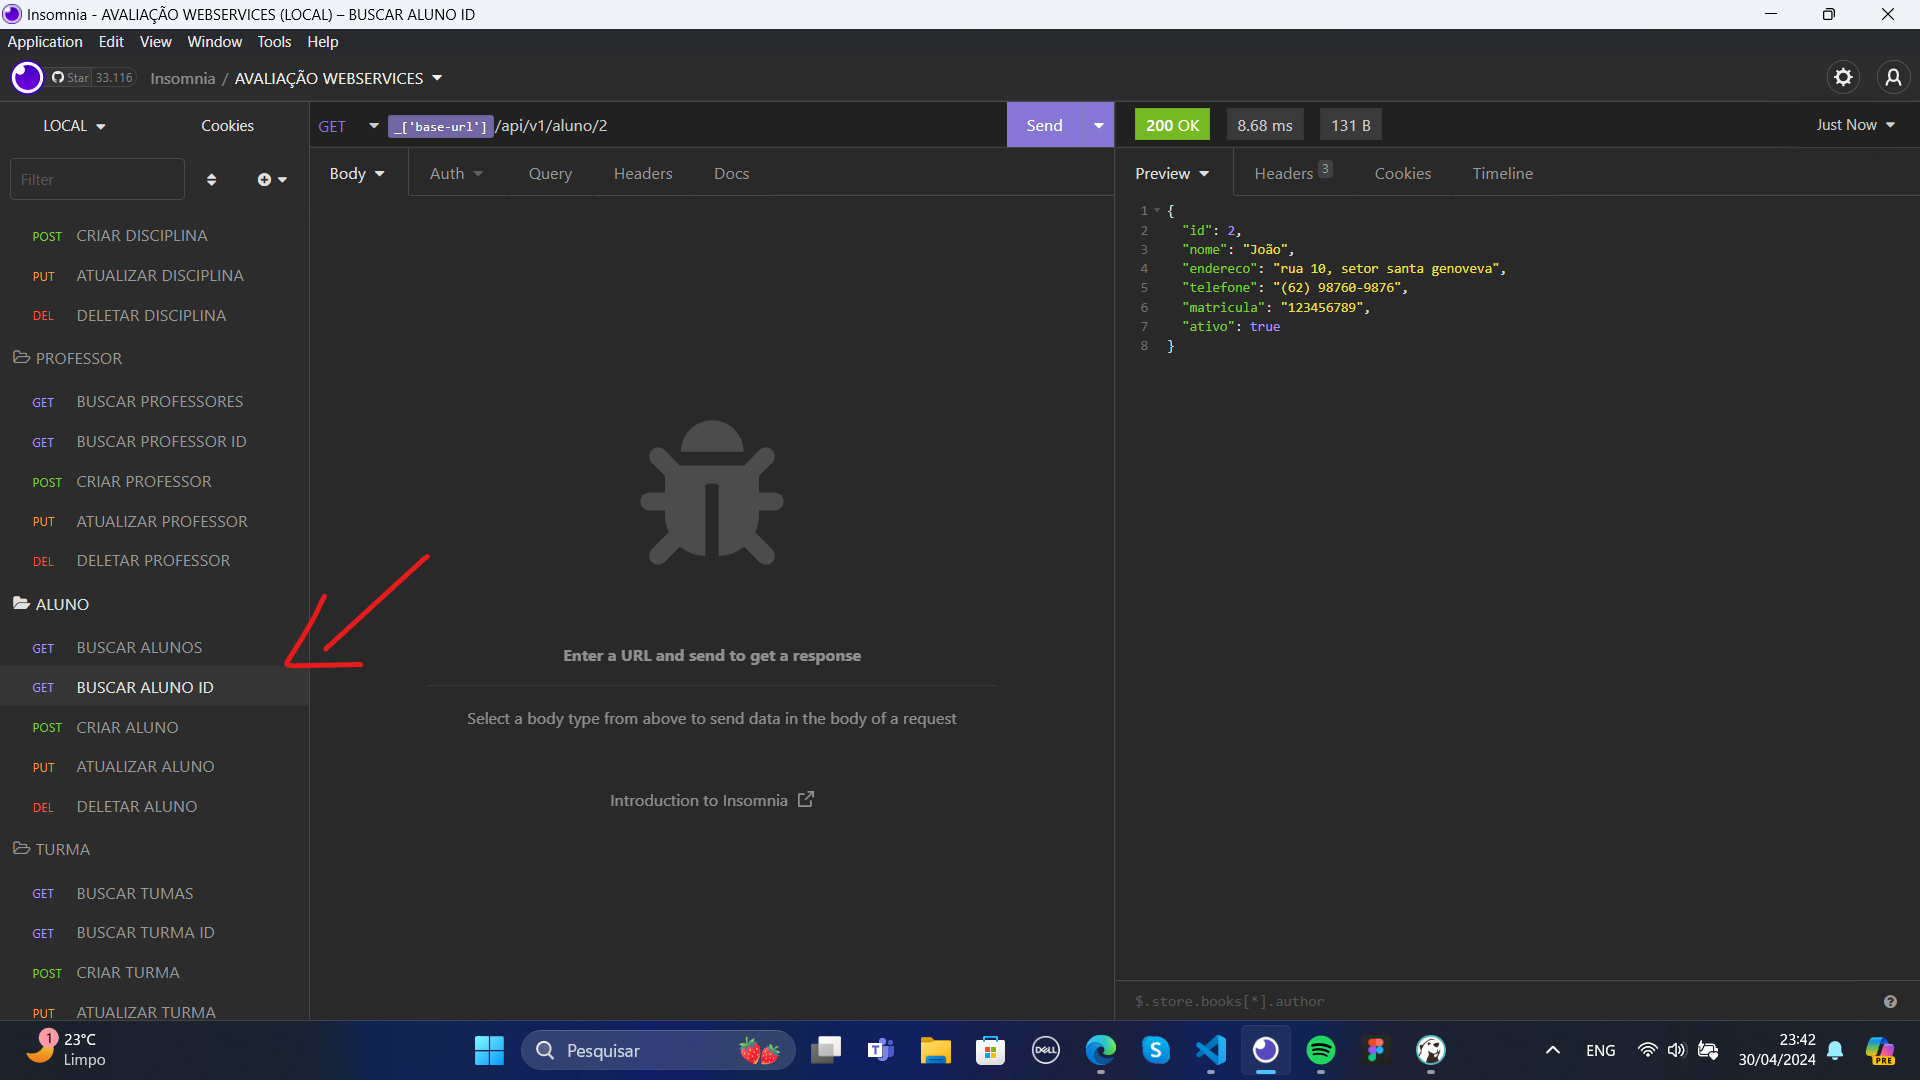 Insomnia - AVALIAÇÃO WEBSERVICES (LOCAL) – BUSCAR ALUNO ID
Application Edit View Window Tools Help
Star 33.116 Insomnia / AVALIAÇÃO WEBSERVICES
LOCAL Cookies
Filter
POST CRIAR DISCIPLINA
PUT ATUALIZAR DISCIPLINA
DEL DELETAR DISCIPLINA
PROFESSOR
GET BUSCAR PROFESSORES
GET BUSCAR PROFESSOR ID
POST CRIAR PROFESSOR
PUT ATUALIZAR PROFESSOR
DEL DELETAR PROFESSOR
ALUNO
GET BUSCAR ALUNOS
GET BUSCAR ALUNO ID
POST CRIAR ALUNO
PUT ATUALIZAR ALUNO
DEL DELETAR ALUNO
TURMA
GET BUSCAR TUMAS
GET BUSCAR TURMA ID
POST CRIAR TURMA
PUT ATUALIZAR TURMA
GET _['base-url'] /api/v1/aluno/2 Send
Body Auth Query Headers Docs
Enter a URL and send to get a response
Select a body type from above to send data in the body of a request
Introduction to Insomnia
200 OK 8.68 ms 131 B Just Now
Preview Headers 3 Cookies Timeline
1 {
2 "id": 2,
3 "nome": "João",
4 "endereco": "rua 10, setor santa genoveva",
5 "telefone": "(62) 98760-9876",
6 "matricula": "123456789",
7 "ativo": true
8 }
$.store.books[*].author
1 23°C
Limpo
Pesquisar
DELL
PRE
ENG
23:42
30/04/2024